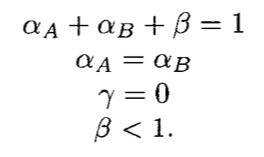 α_A + α_B + β = 1
α_A = α_B
γ = 0
β < 1.